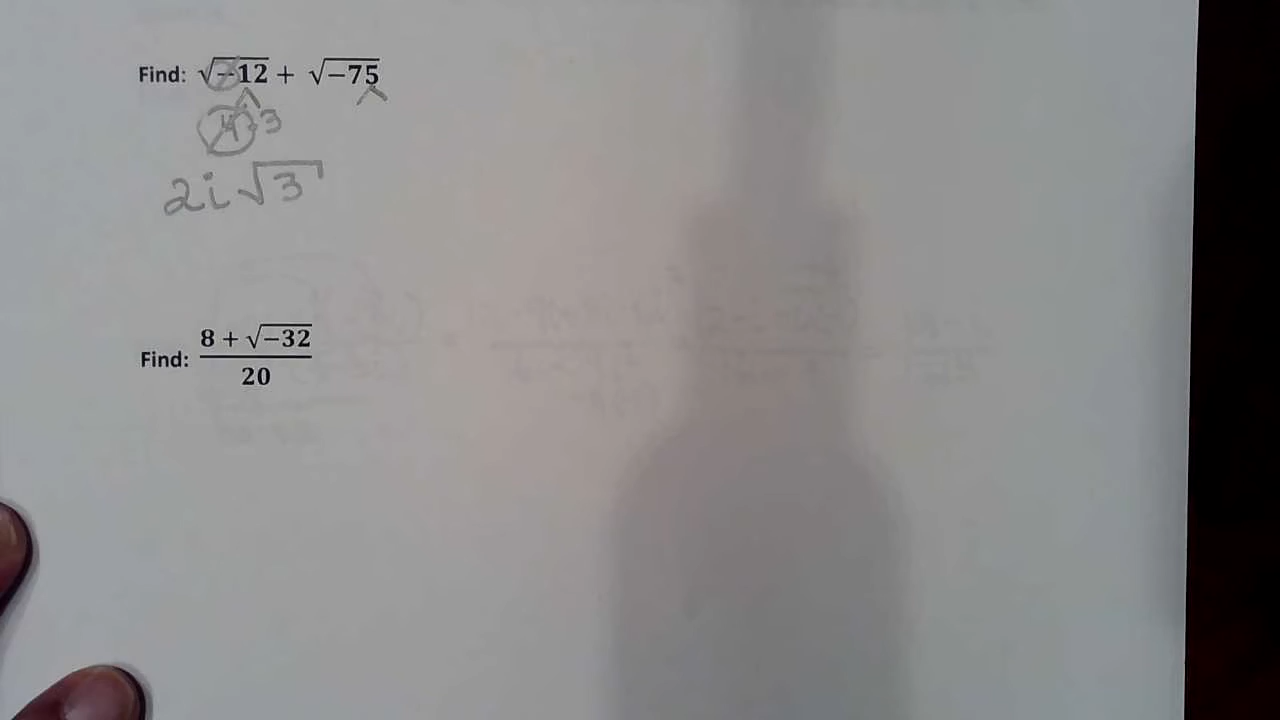 Find: √−12 + √−75
4·3
2i√3
Find: (8 + √−32)/20